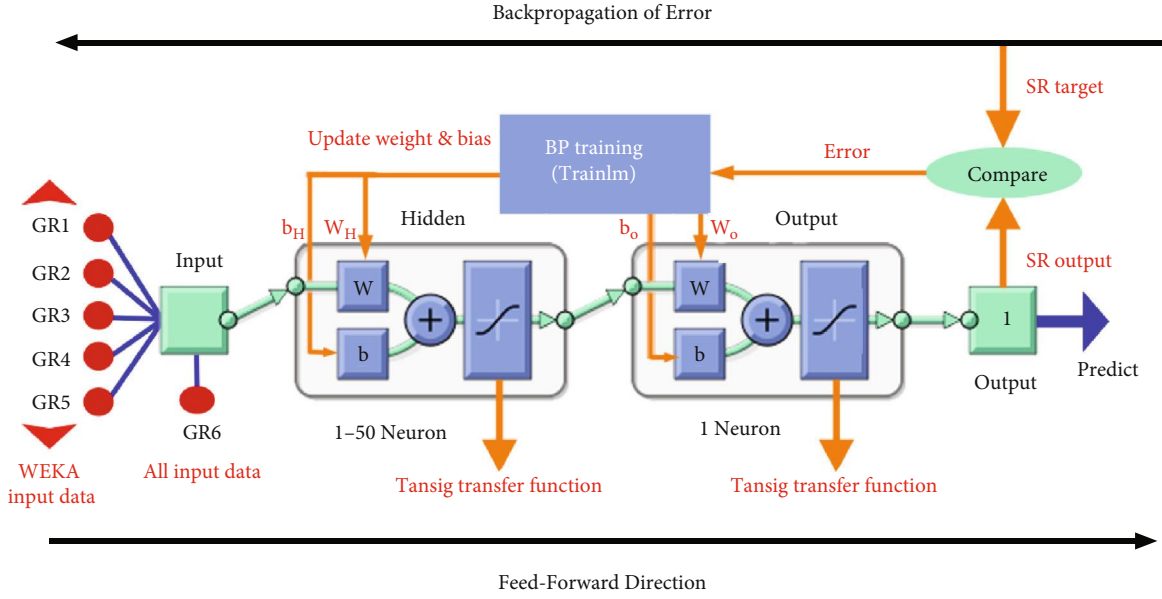 Backpropagation of Error
SR target
Update weight & bias
BP training
(Trainlm)
Error
Compare
GR1
GR2
GR3
GR4
GR5
WEKA
input data
Input
GR6
All input data
b_H
W_H
Hidden
W
b
+
1–50 Neuron
Tansig transfer function
b_o
W_o
Output
W
b
+
1 Neuron
Tansig transfer function
SR output
1
Output
Predict
Feed-Forward Direction